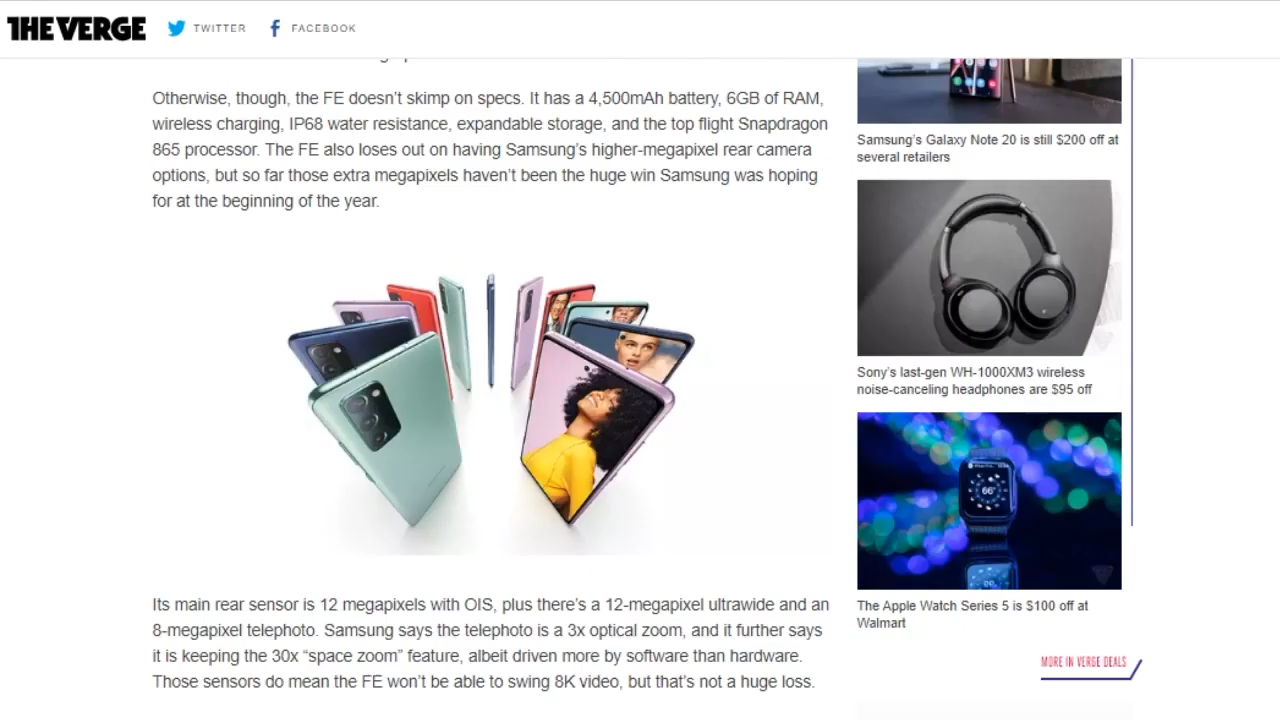 THE VERGE
TWITTER
FACEBOOK
Otherwise, though, the FE doesn't skimp on specs. It has a 4,500mAh battery, 6GB of RAM,
wireless charging, IP68 water resistance, expandable storage, and the top flight Snapdragon
865 processor. The FE also loses out on having Samsung's higher-megapixel rear camera
options, but so far those extra megapixels haven't been the huge win Samsung was hoping
for at the beginning of the year.
Its main rear sensor is 12 megapixels with OIS, plus there's a 12-megapixel ultrawide and an
8-megapixel telephoto. Samsung says the telephoto is a 3x optical zoom, and it further says
it is keeping the 30x “space zoom” feature, albeit driven more by software than hardware.
Those sensors do mean the FE won't be able to swing 8K video, but that's not a huge loss.
Samsung's Galaxy Note 20 is still $200 off at
several retailers
Sony's last-gen WH-1000XM3 wireless
noise-canceling headphones are $95 off
66°
The Apple Watch Series 5 is $100 off at
Walmart
MORE IN VERGE DEALS